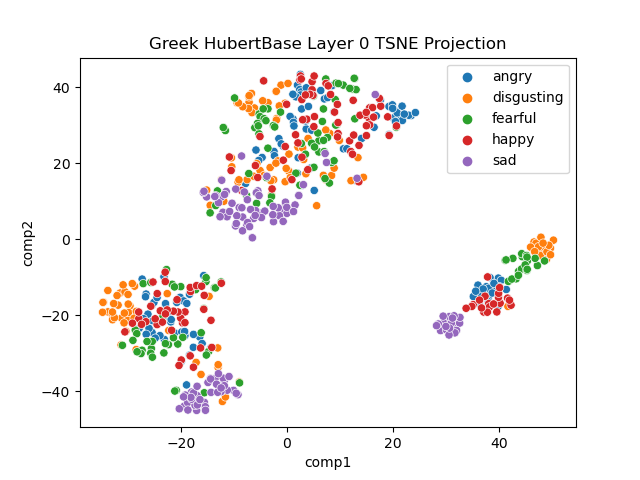 Greek HubertBase Layer 0 TSNE Projection
angry
disgusting
fearful
happy
sad
comp2
40
20
0
−20
−40
−20
0
20
40
comp1